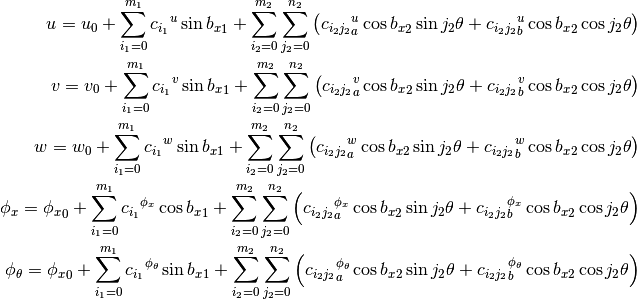 u = u_0 + \sum_{i_1=0}^{m_1} {c_{i_1}}^{u} \sin b_{x1} + \sum_{i_2=0}^{m_2} \sum_{j_2=0}^{n_2} \left( {c_{i_2 j_2}}_a^{u} \cos b_{x2} \sin j_2\theta + {c_{i_2 j_2}}_b^{u} \cos b_{x2} \cos j_2\theta \right)
v = v_0 + \sum_{i_1=0}^{m_1} {c_{i_1}}^{v} \sin b_{x1} + \sum_{i_2=0}^{m_2} \sum_{j_2=0}^{n_2} \left( {c_{i_2 j_2}}_a^{v} \cos b_{x2} \sin j_2\theta + {c_{i_2 j_2}}_b^{v} \cos b_{x2} \cos j_2\theta \right)
w = w_0 + \sum_{i_1=0}^{m_1} {c_{i_1}}^{w} \sin b_{x1} + \sum_{i_2=0}^{m_2} \sum_{j_2=0}^{n_2} \left( {c_{i_2 j_2}}_a^{w} \cos b_{x2} \sin j_2\theta + {c_{i_2 j_2}}_b^{w} \cos b_{x2} \cos j_2\theta \right)
\phi_x = {\phi_x}_0 + \sum_{i_1=0}^{m_1} {c_{i_1}}^{\phi_x} \cos b_{x1} + \sum_{i_2=0}^{m_2} \sum_{j_2=0}^{n_2} \left( {c_{i_2 j_2}}_a^{\phi_x} \cos b_{x2} \sin j_2\theta + {c_{i_2 j_2}}_b^{\phi_x} \cos b_{x2} \cos j_2\theta \right)
\phi_\theta = {\phi_x}_0 + \sum_{i_1=0}^{m_1} {c_{i_1}}^{\phi_\theta} \sin b_{x1} + \sum_{i_2=0}^{m_2} \sum_{j_2=0}^{n_2} \left( {c_{i_2 j_2}}_a^{\phi_\theta} \cos b_{x2} \sin j_2\theta + {c_{i_2 j_2}}_b^{\phi_\theta} \cos b_{x2} \cos j_2\theta \right)